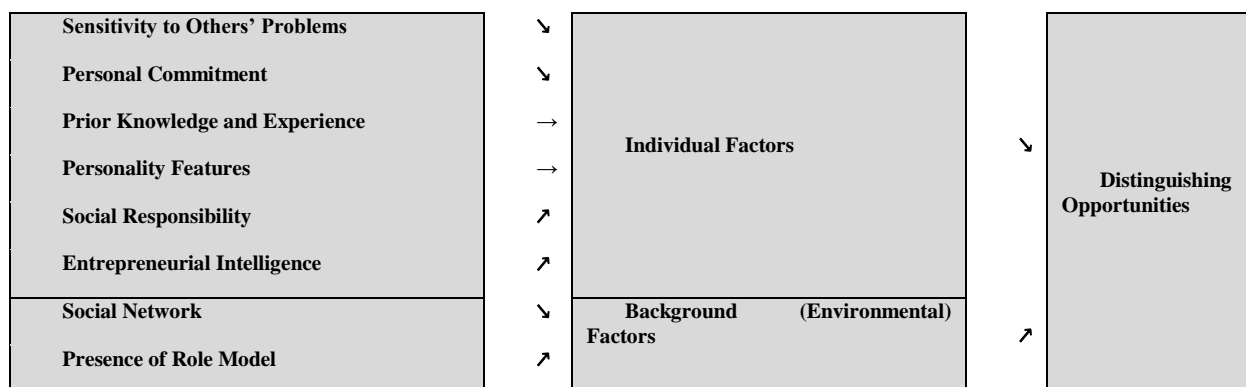 Sensitivity to Others’ Problems ↘
Personal Commitment ↘
Prior Knowledge and Experience →
Individual Factors ↘
Personality Features →
Distinguishing
Opportunities
Social Responsibility ↗
Entrepreneurial Intelligence ↗
Social Network ↘
Background (Environmental)
Factors ↗
Presence of Role Model ↗